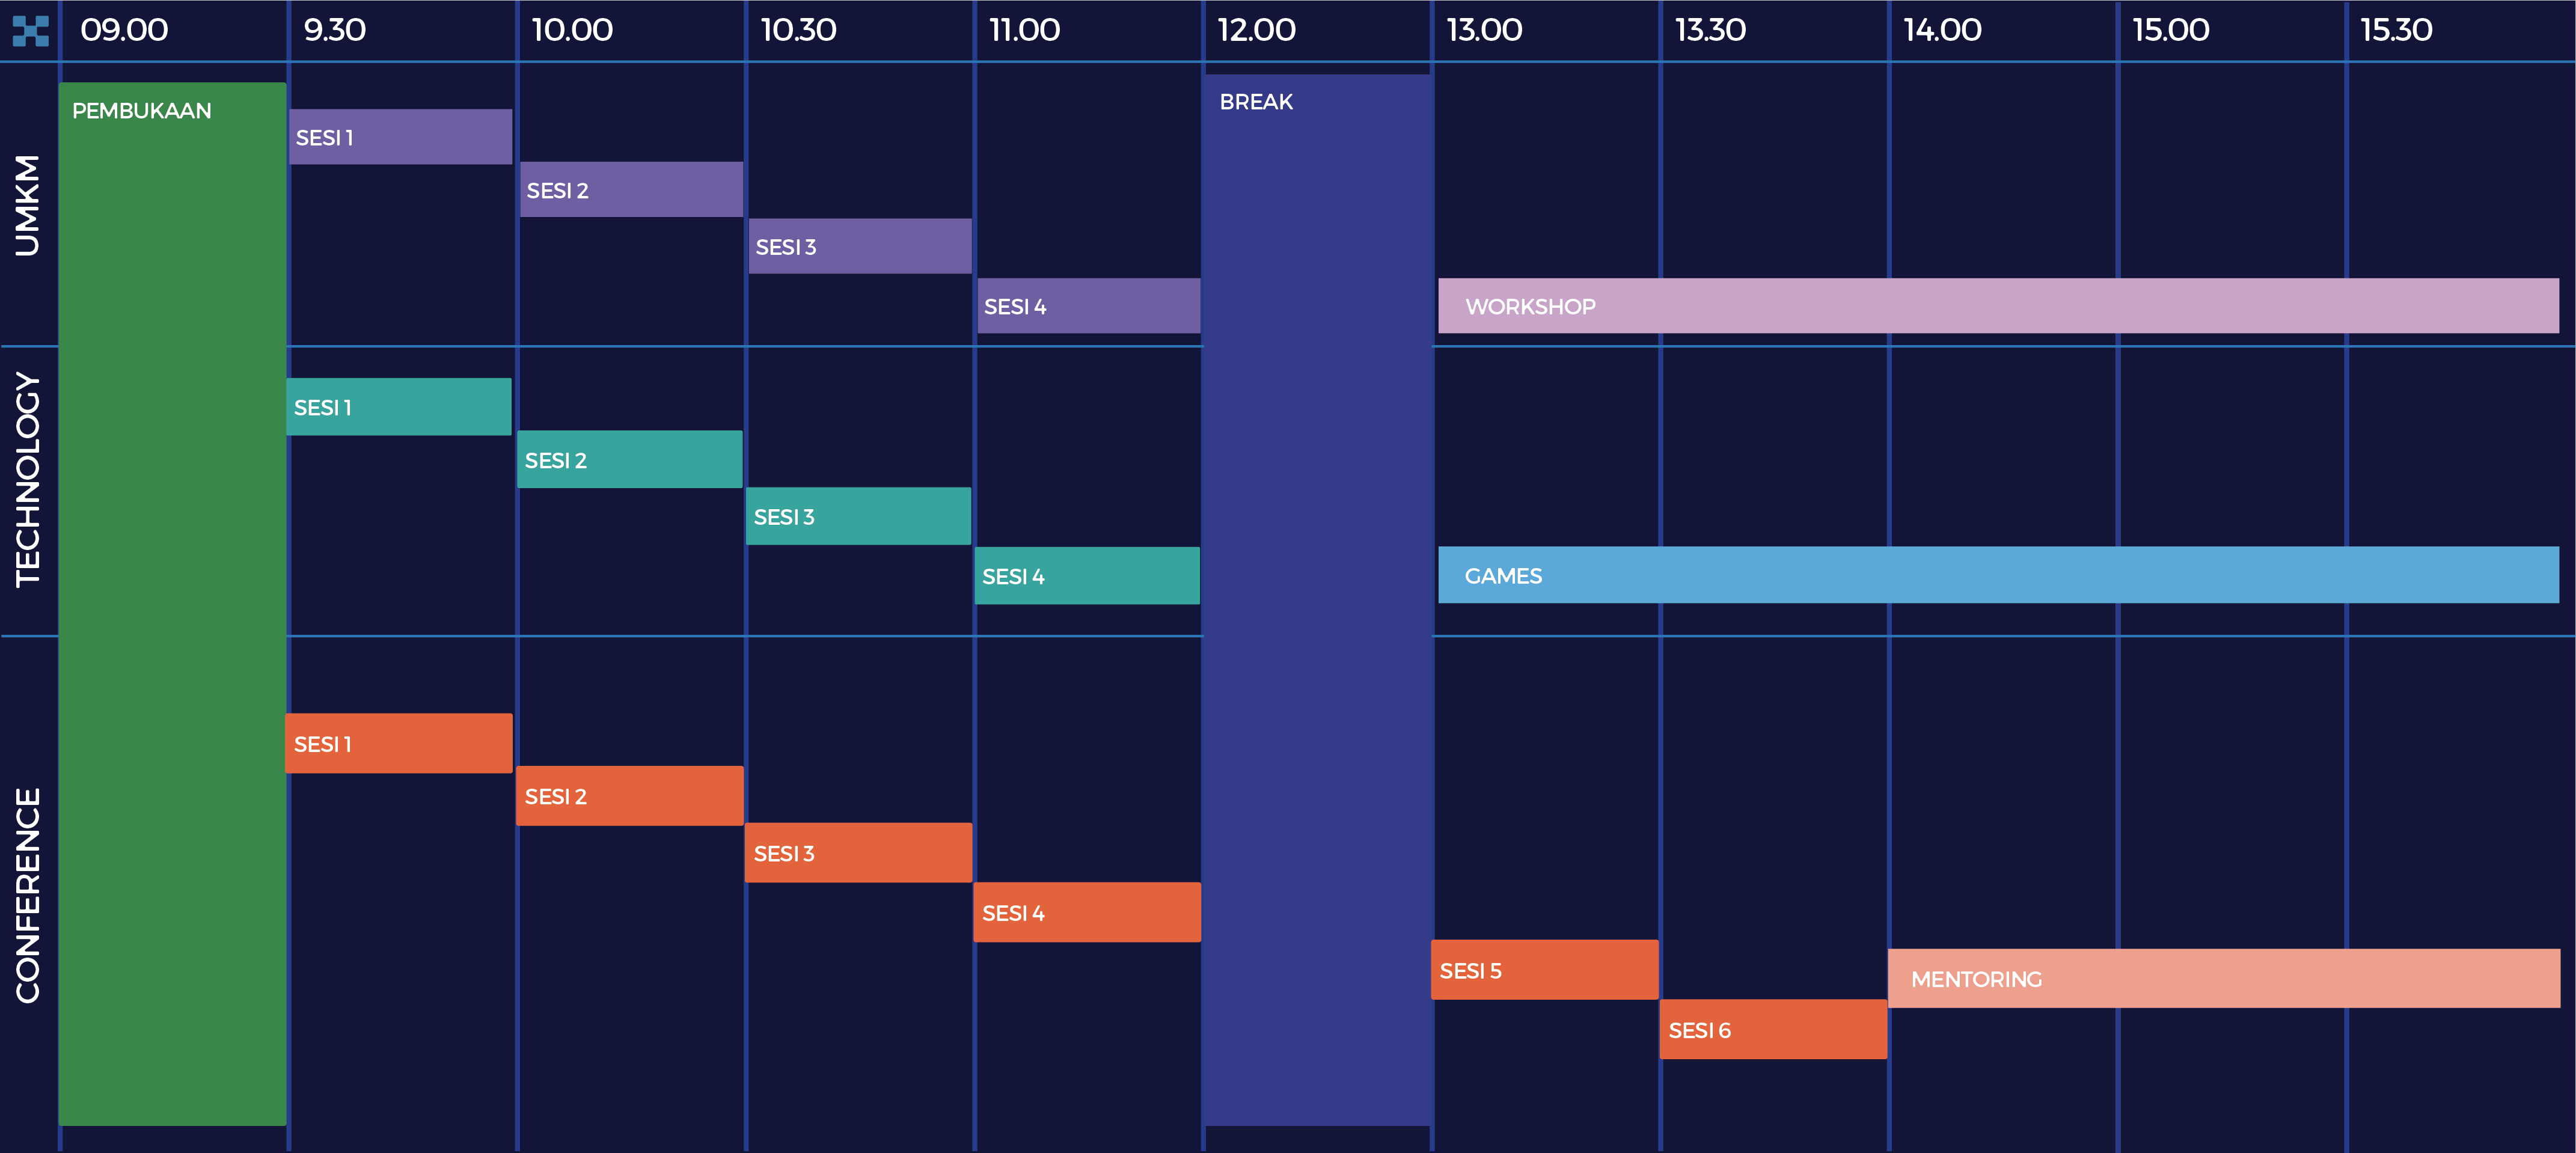 09.00 9.30 10.00 10.30 11.00 12.00 13.00 13.30 14.00 15.00 15.30
UMKM
PEMBUKAAN
BREAK
SESI 1
SESI 2
SESI 3
SESI 4
WORKSHOP
TECHNOLOGY
SESI 1
SESI 2
SESI 3
SESI 4
GAMES
CONFERENCE
SESI 1
SESI 2
SESI 3
SESI 4
SESI 5
MENTORING
SESI 6